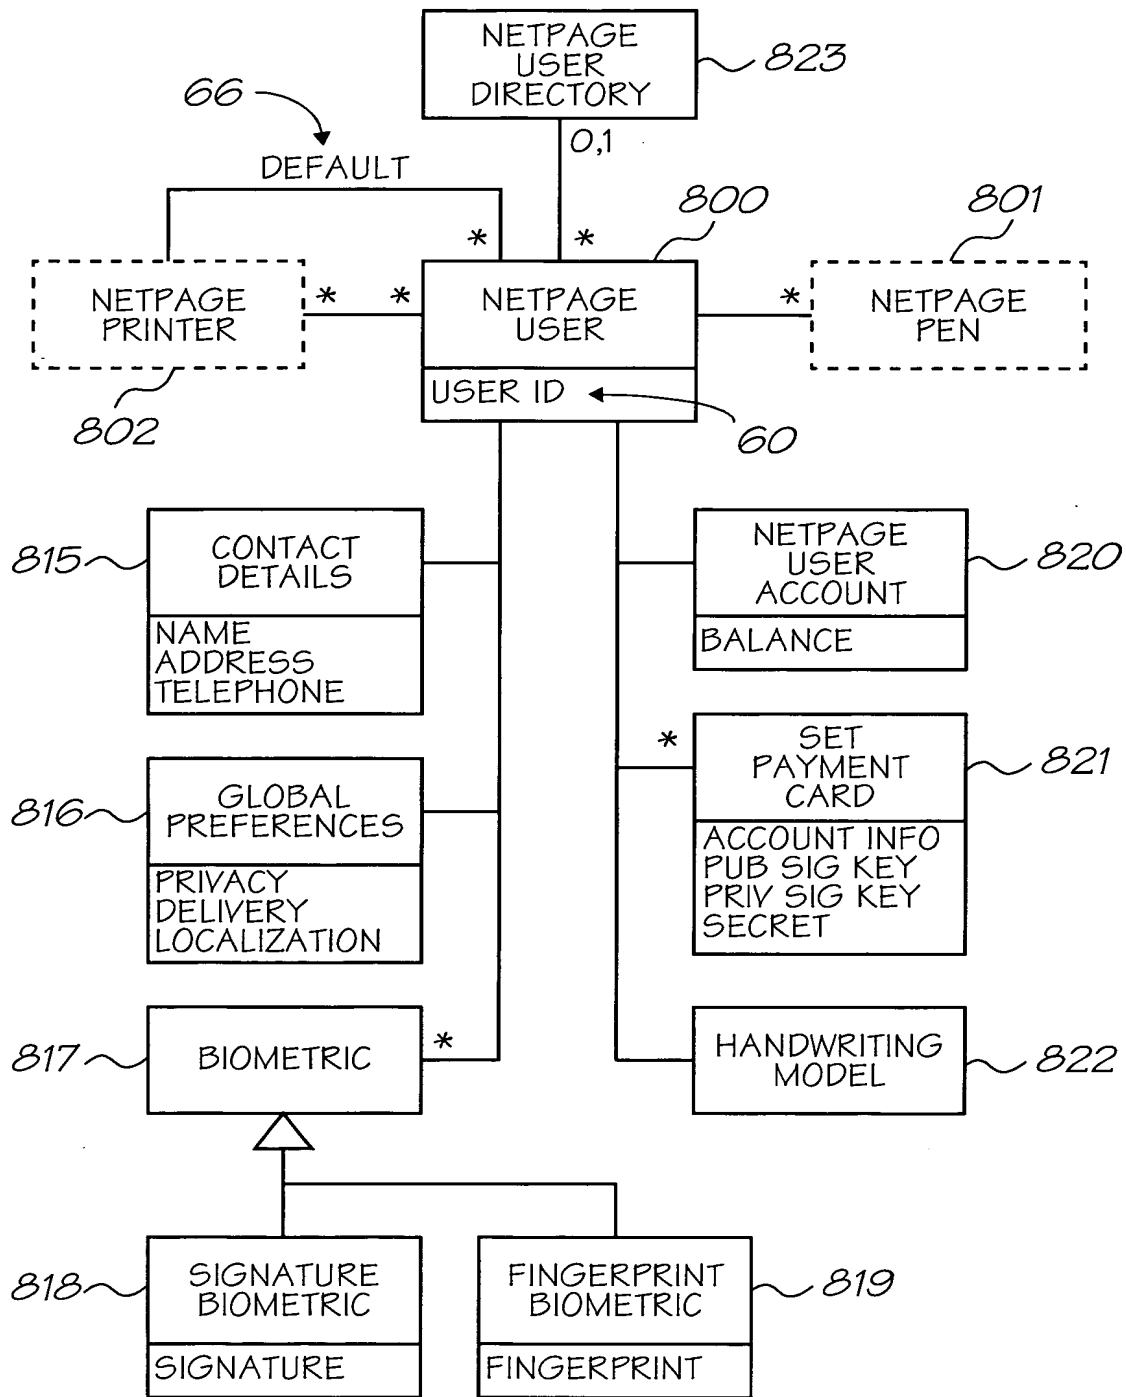 NETPAGE
USER
DIRECTORY
823
66
0,1
DEFAULT
800
801
*
*
NETPAGE
PRINTER
*
*
NETPAGE
USER
*
NETPAGE
PEN
USER ID
802
60
815
CONTACT
DETAILS
NAME
ADDRESS
TELEPHONE
NETPAGE
USER
ACCOUNT
820
BALANCE
816
GLOBAL
PREFERENCES
PRIVACY
DELIVERY
LOCALIZATION
*
SET
PAYMENT
CARD
821
ACCOUNT INFO
PUB SIG KEY
PRIV SIG KEY
SECRET
817
BIOMETRIC
*
HANDWRITING
MODEL
822
818
SIGNATURE
BIOMETRIC
SIGNATURE
FINGERPRINT
BIOMETRIC
819
FINGERPRINT